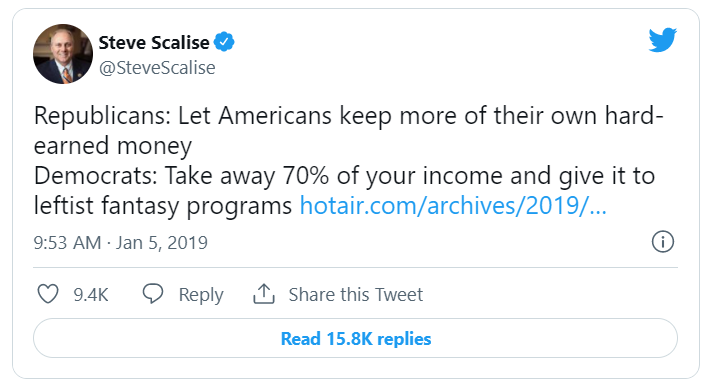 Steve Scalise
@SteveScalise
Republicans: Let Americans keep more of their own hard-
earned money
Democrats: Take away 70% of your income and give it to
leftist fantasy programs hotair.com/archives/2019/...
9:53 AM · Jan 5, 2019
9.4K Reply Share this Tweet
Read 15.8K replies